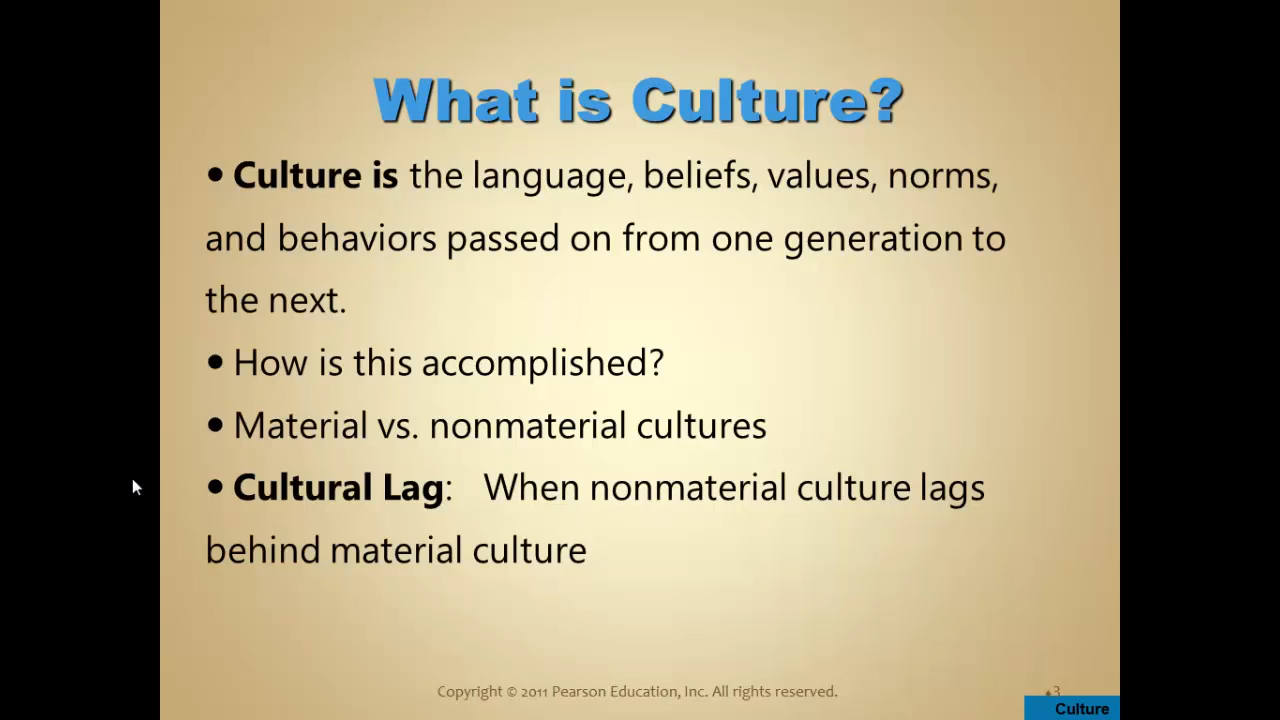 What is Culture?
• Culture is the language, beliefs, values, norms,
and behaviors passed on from one generation to
the next.
• How is this accomplished?
• Material vs. nonmaterial cultures
• Cultural Lag: When nonmaterial culture lags
behind material culture
Copyright © 2011 Pearson Education, Inc. All rights reserved.
♦3
Culture